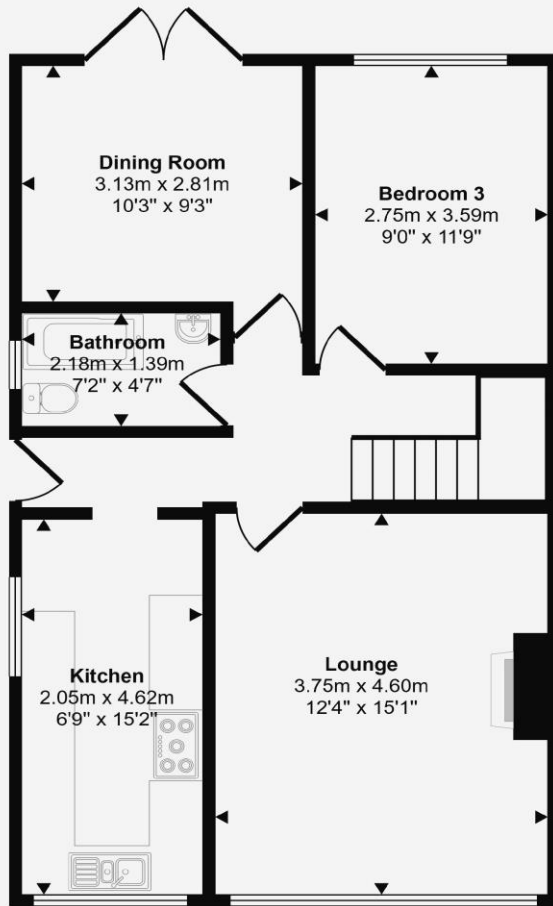 Dining Room
3.13m x 2.81m
10'3" x 9'3"
Bedroom 3
2.75m x 3.59m
9'0" x 11'9"
Bathroom
2.18m x 1.39m
7'2" x 4'7"
Kitchen
2.05m x 4.62m
6'9" x 15'2"
Lounge
3.75m x 4.60m
12'4" x 15'1"